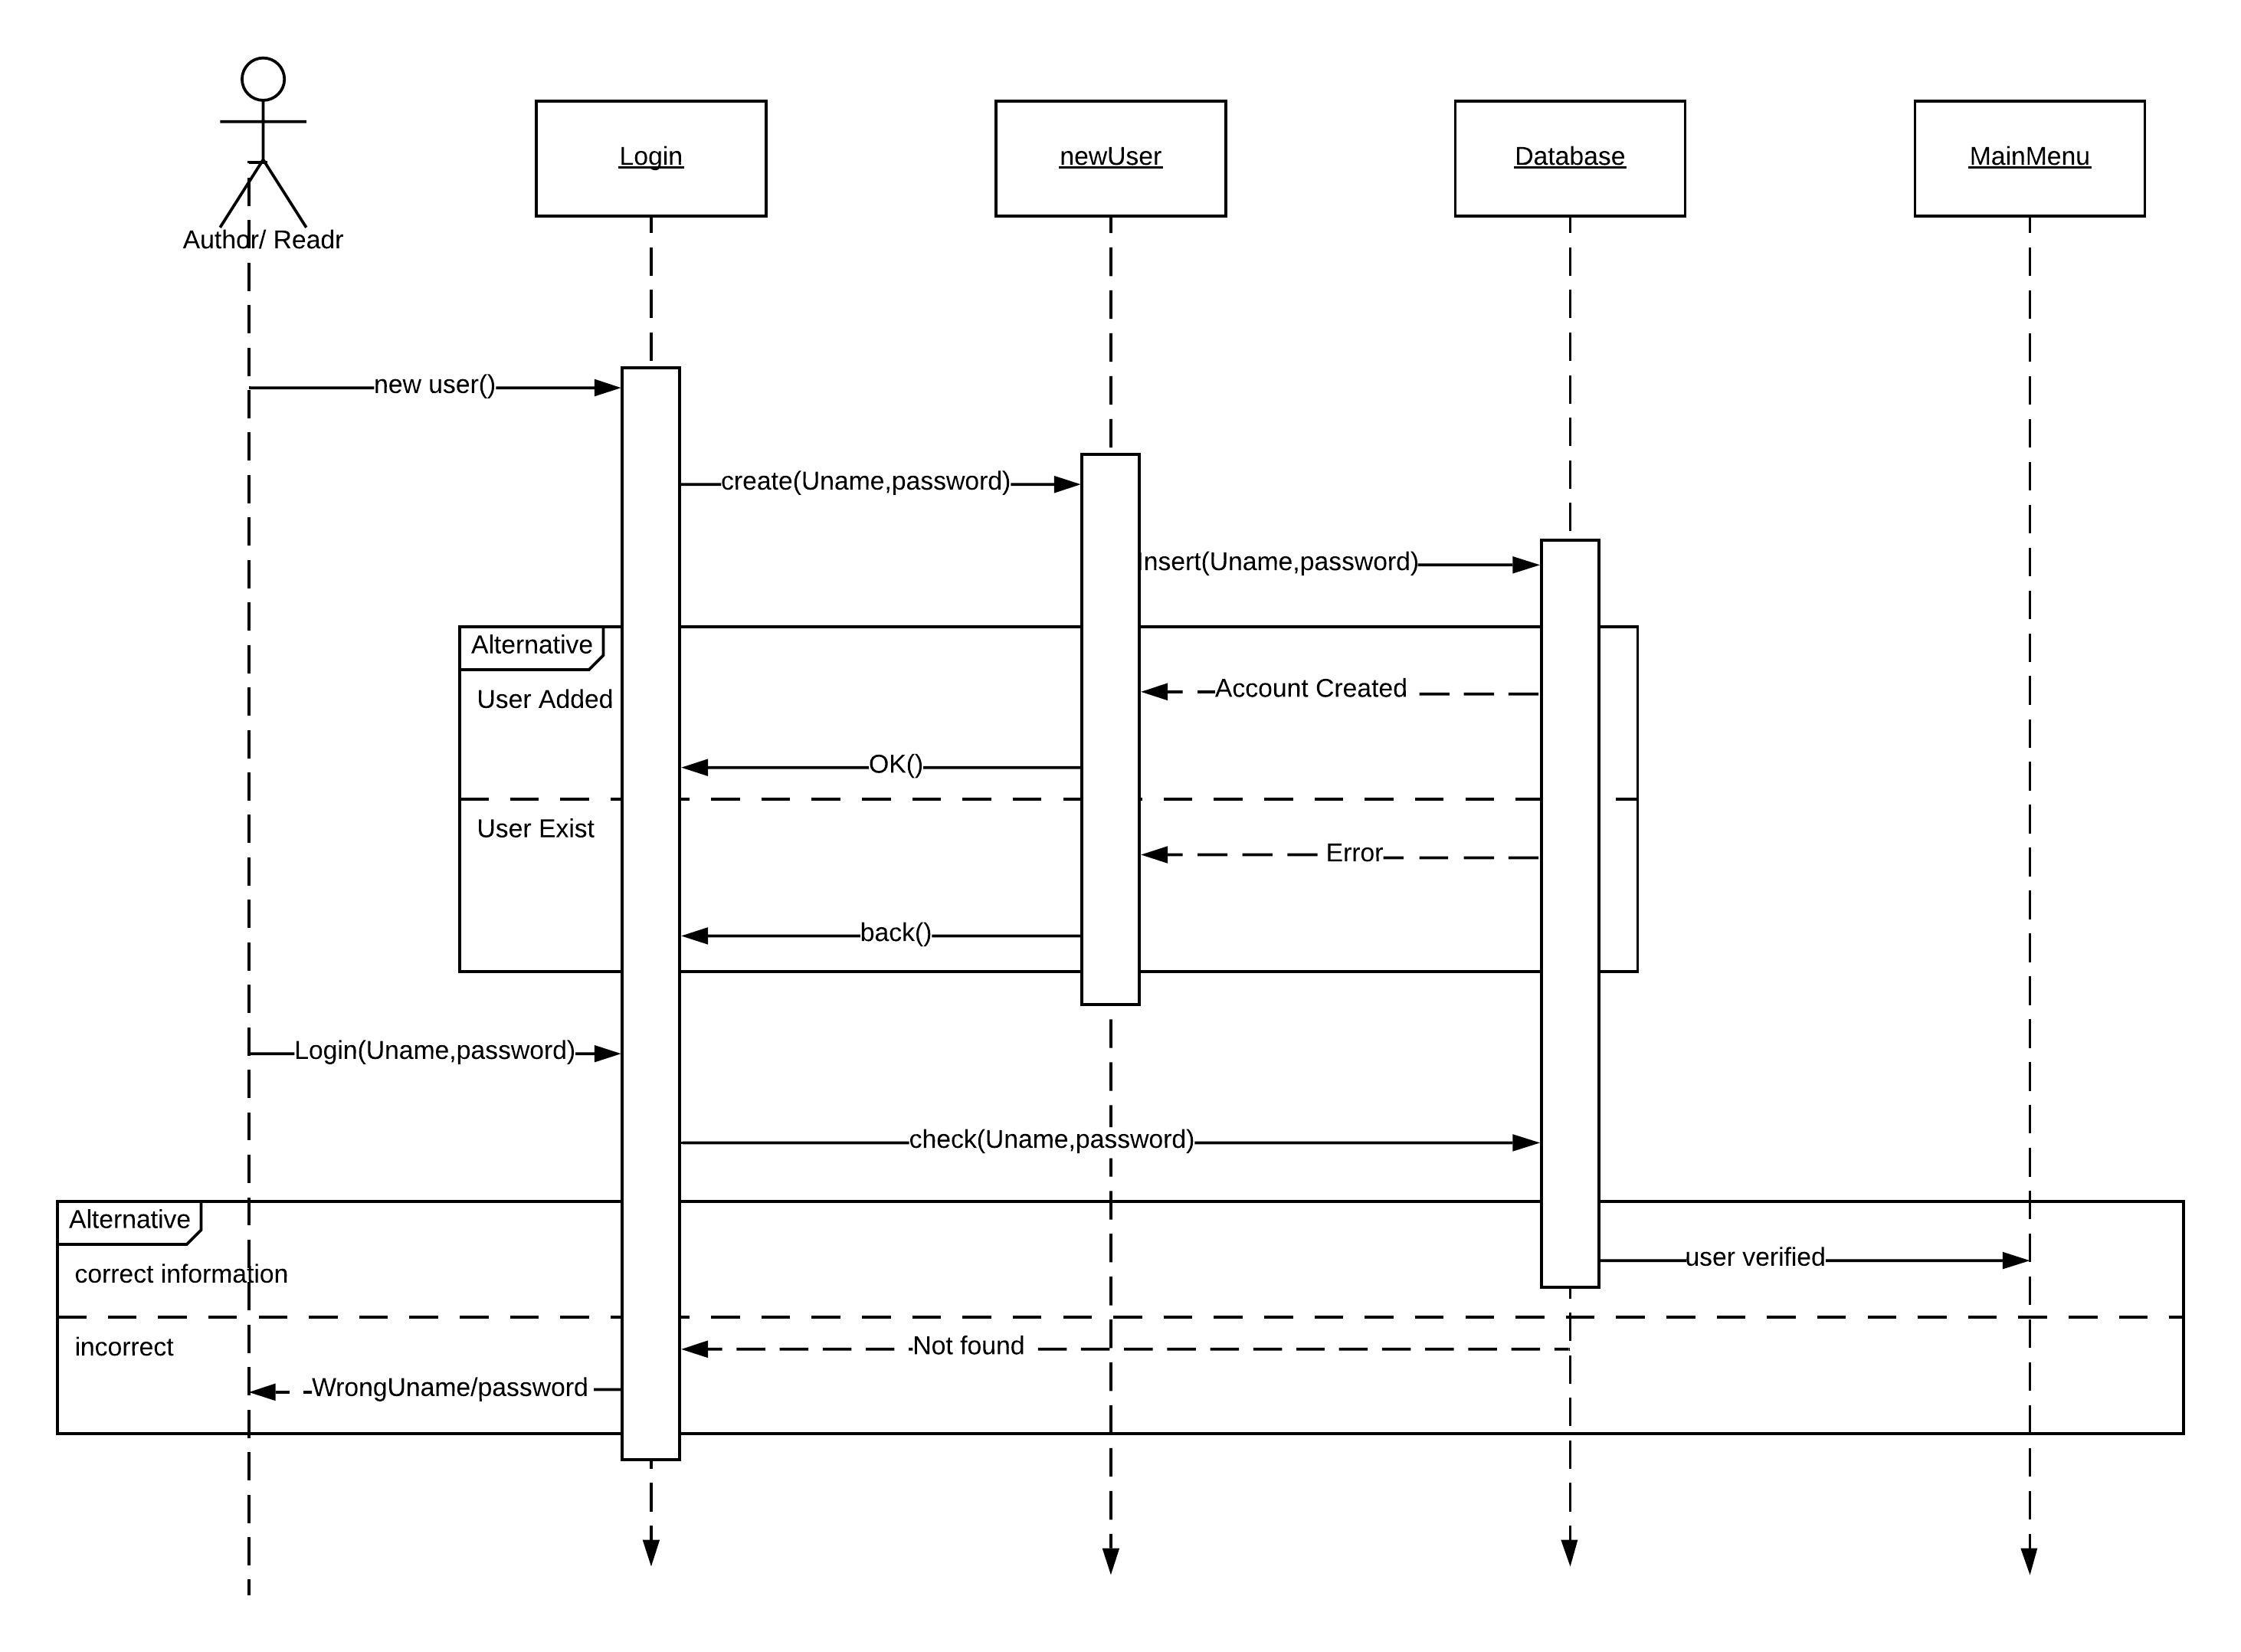 Author/ Readr
Login
newUser
Database
MainMenu
new user()
create(Uname,password)
Insert(Uname,password)
Alternative
User Added
Account Created
OK()
User Exist
Error
back()
Login(Uname,password)
check(Uname,password)
Alternative
correct information
user verified
incorrect
Not found
WrongUname/password